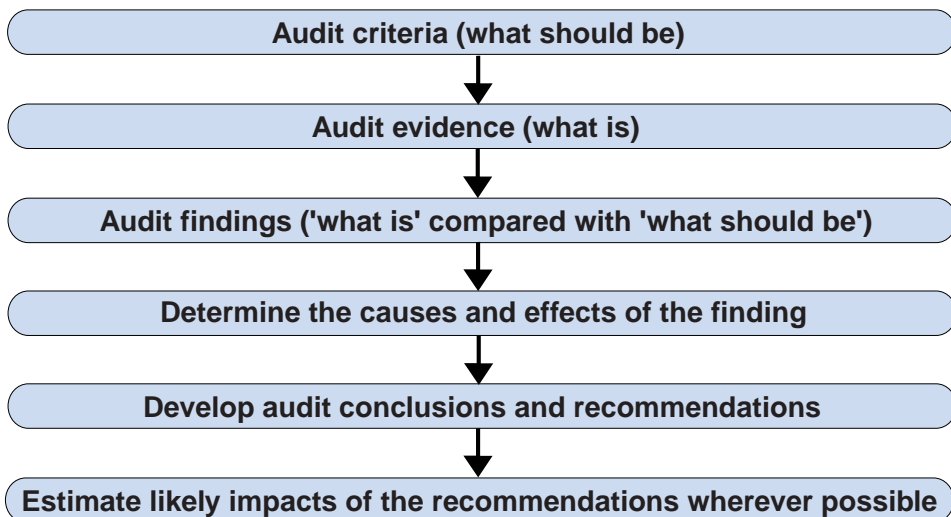 Audit criteria (what should be)
Audit evidence (what is)
Audit findings ('what is' compared with 'what should be')
Determine the causes and effects of the finding
Develop audit conclusions and recommendations
Estimate likely impacts of the recommendations wherever possible